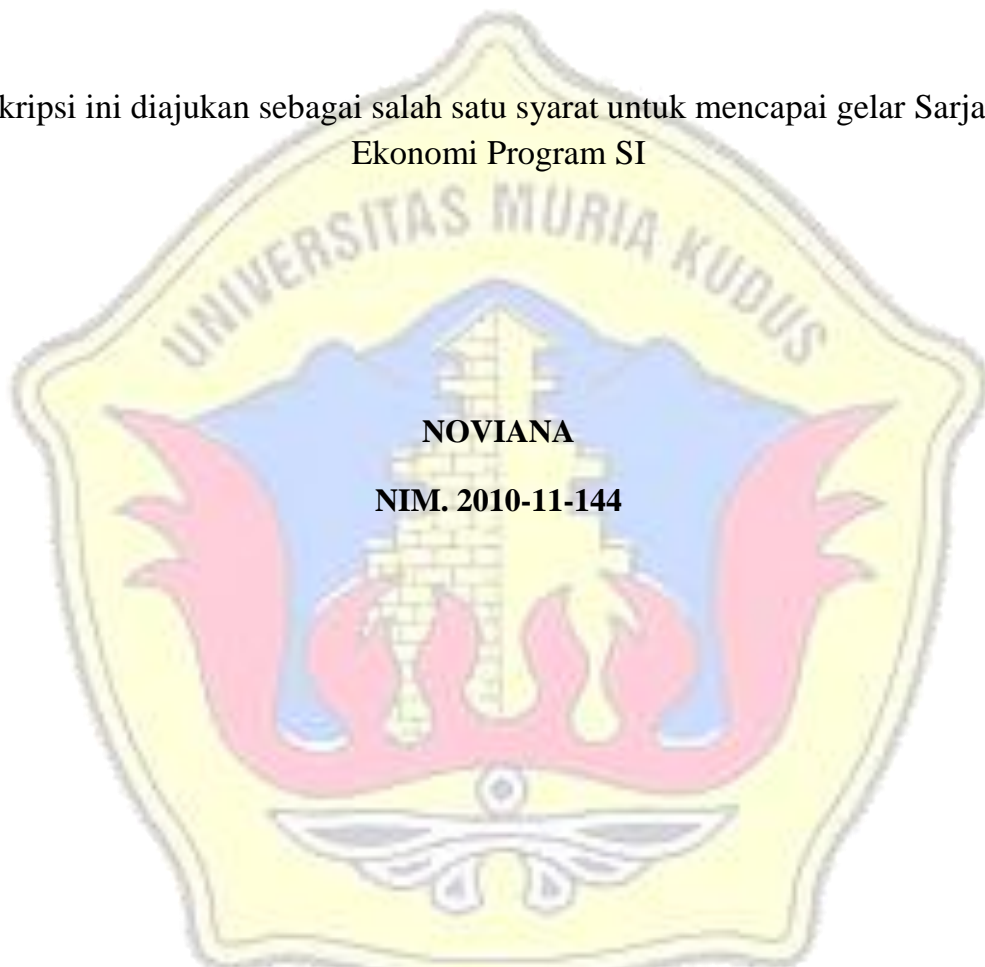 kripsi ini diajukan sebagai salah satu syarat untuk mencapai gelar Sarja
Ekonomi Program SI
UNIVERSITAS MURIA KUDUS
NOVIANA
NIM. 2010-11-144